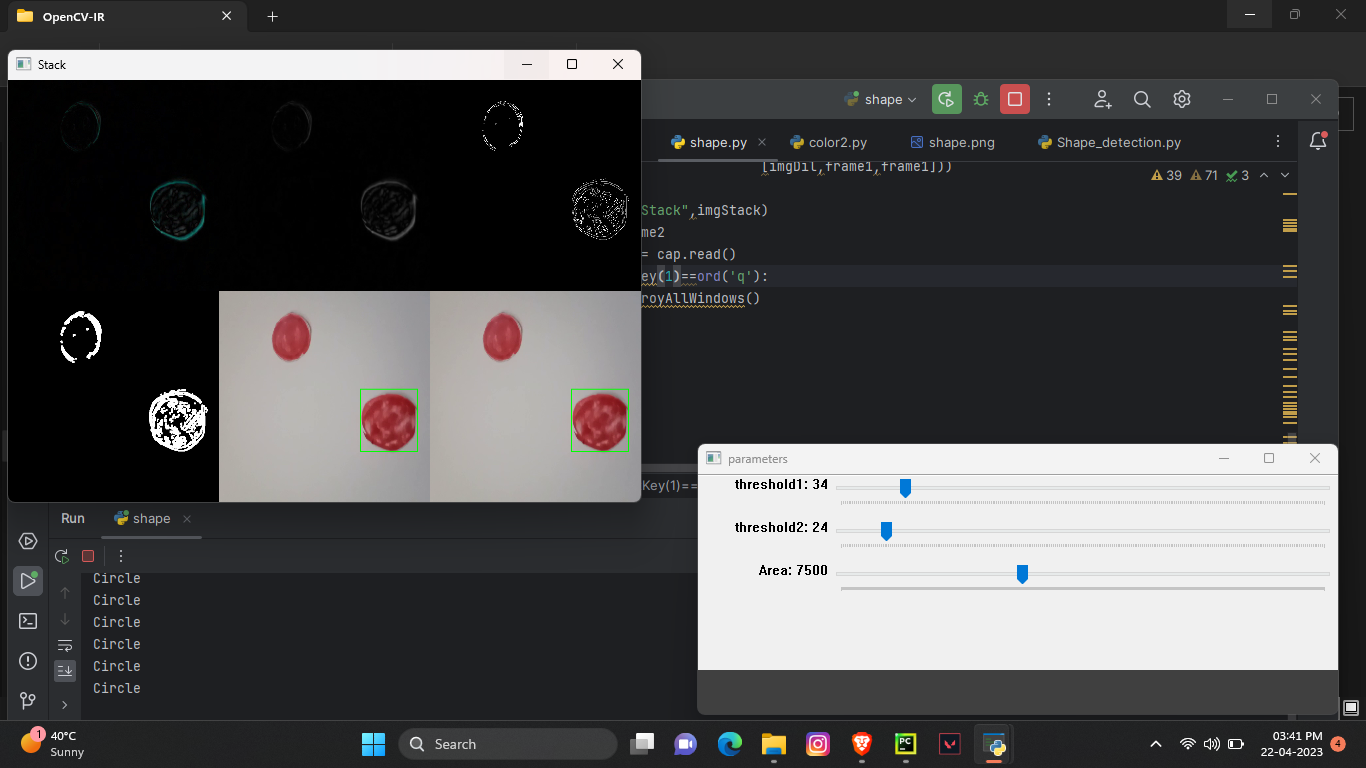 OpenCV-IR
Stack
shape
shape.py
color2.py
shape.png
Shape_detection.py
[imgDil,frame1,frame1]))
39
71
3
Stack",imgStack)
me2
= cap.read()
ey(1)==ord('q'):
royAllWindows()
Key(1)==
parameters
threshold1: 34
threshold2: 24
Area: 7500
Run
shape
Circle
Circle
Circle
Circle
Circle
Circle
1
40°C
Sunny
Search
PC
03:41 PM
22-04-2023
4